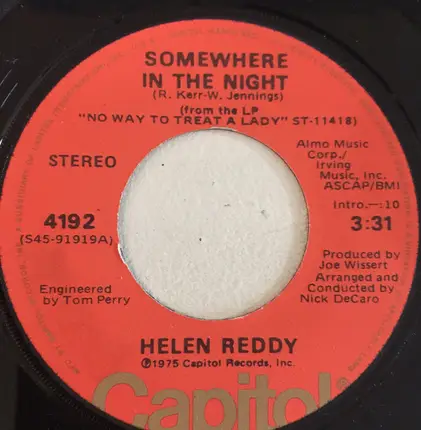 SOMEWHERE
IN THE NIGHT
(R. Kerr-W. Jennings)
(from the LP
"NO WAY TO TREAT A LADY" ST-11418)
STEREO
Almo Music
Corp./
Irving
Music, Inc.
ASCAP/BMI
Intro.—:10
4192
3:31
(S45-91919A)
Produced by
Joe Wissert
Arranged and
Conducted by
Nick DeCaro
Engineered
by Tom Perry
HELEN REDDY
℗1975 Capitol Records, Inc.
Capitol